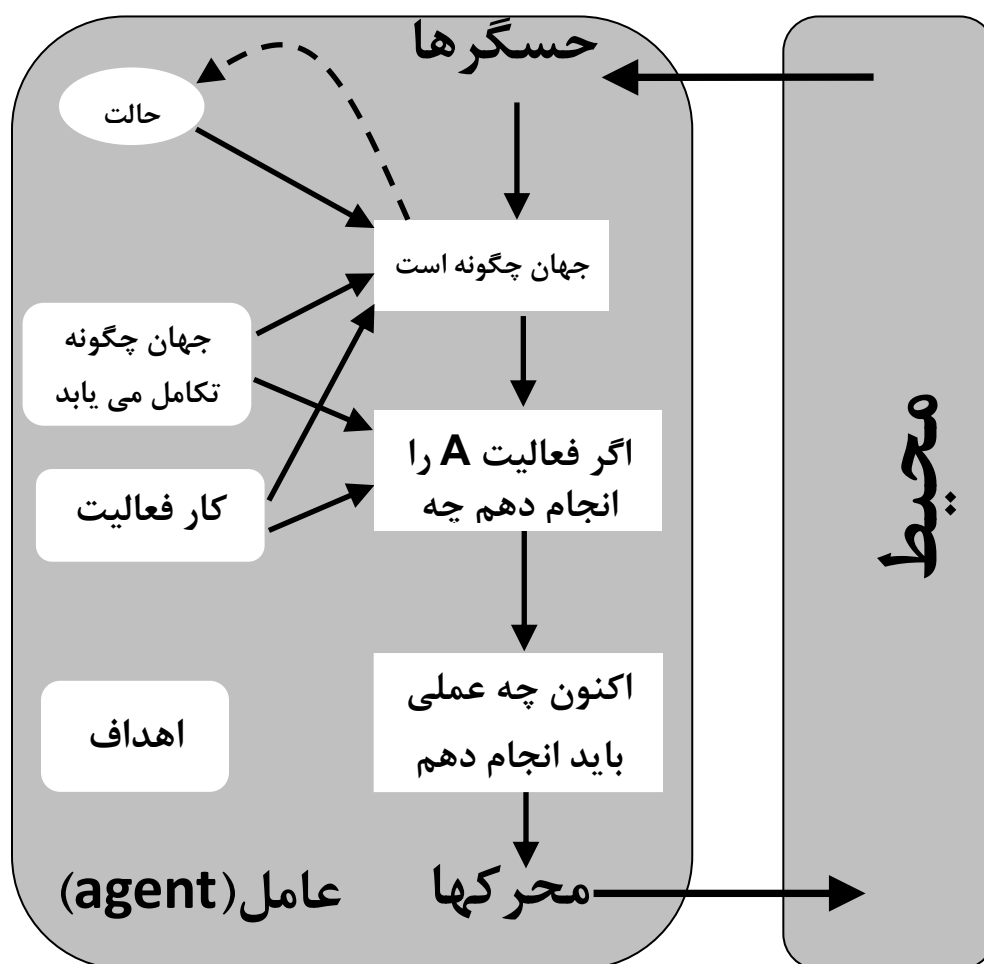 حسگرها
حالت
جهان چگونه است
جهان چگونه
تکامل می یابد
اگر فعالیت A را
انجام دهم چه
کار فعالیت
اکنون چه عملی
باید انجام دهم
اهداف
محرکها
عامل(agent)
محیط